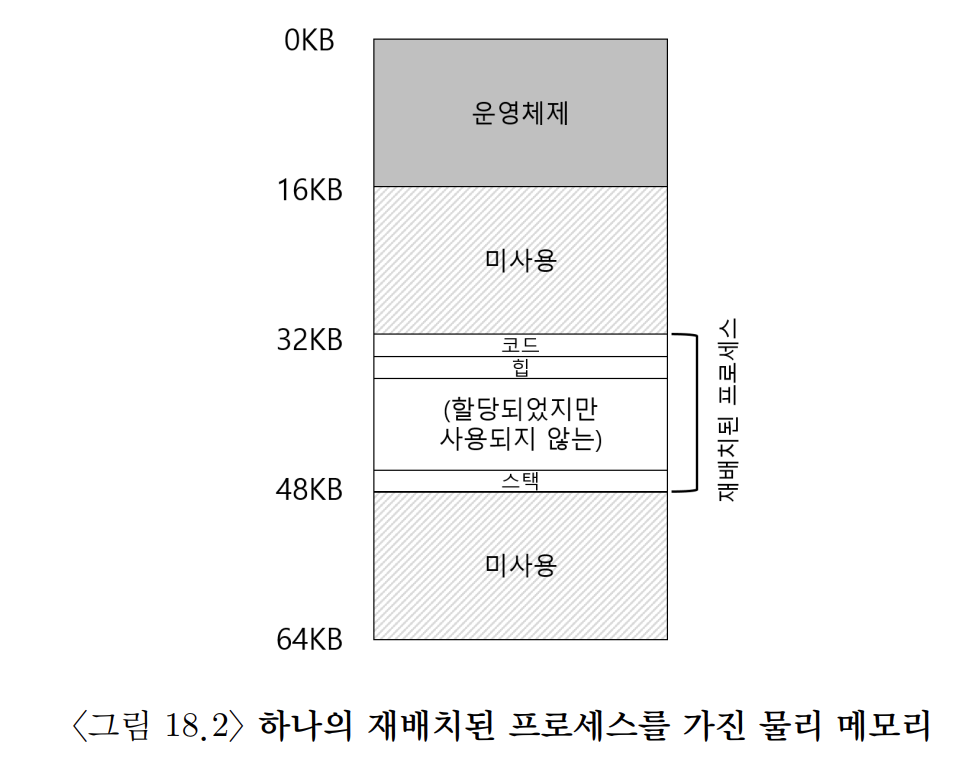 0KB
운영체제
16KB
미사용
32KB
코드
힙
(할당되었지만
사용되지 않는)
스택
48KB
재배치된 프로세스
미사용
64KB
〈그림 18.2〉 하나의 재배치된 프로세스를 가진 물리 메모리